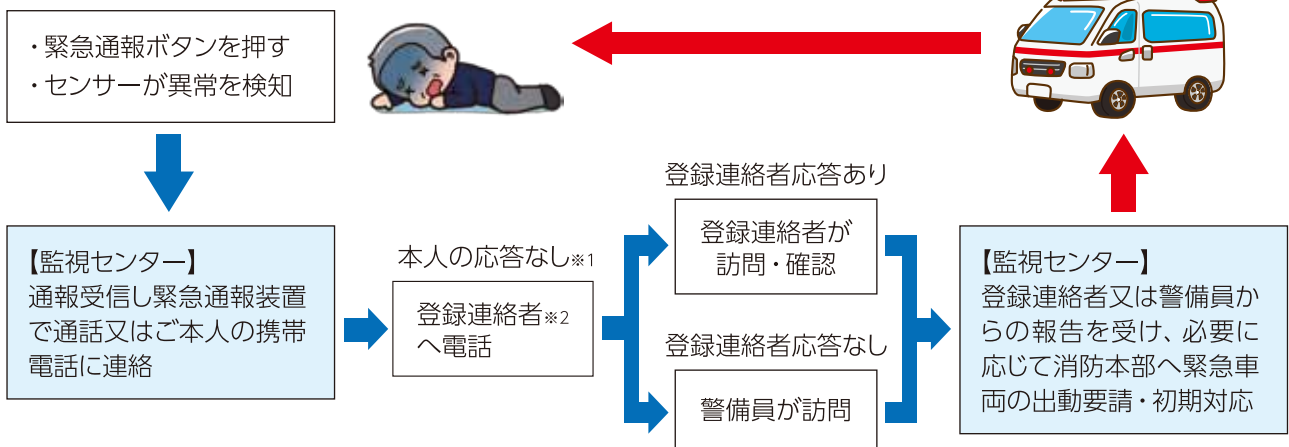 ・緊急通報ボタンを押す
・センサーが異常を検知
【監視センター】
通報受信し緊急通報装置
で通話又はご本人の携帯
電話に連絡
本人の応答なし※1
登録連絡者※2
へ電話
登録連絡者応答あり
登録連絡者が
訪問・確認
登録連絡者応答なし
警備員が訪問
【監視センター】
登録連絡者又は警備員か
らの報告を受け、必要に
応じて消防本部へ緊急車
両の出動要請・初期対応